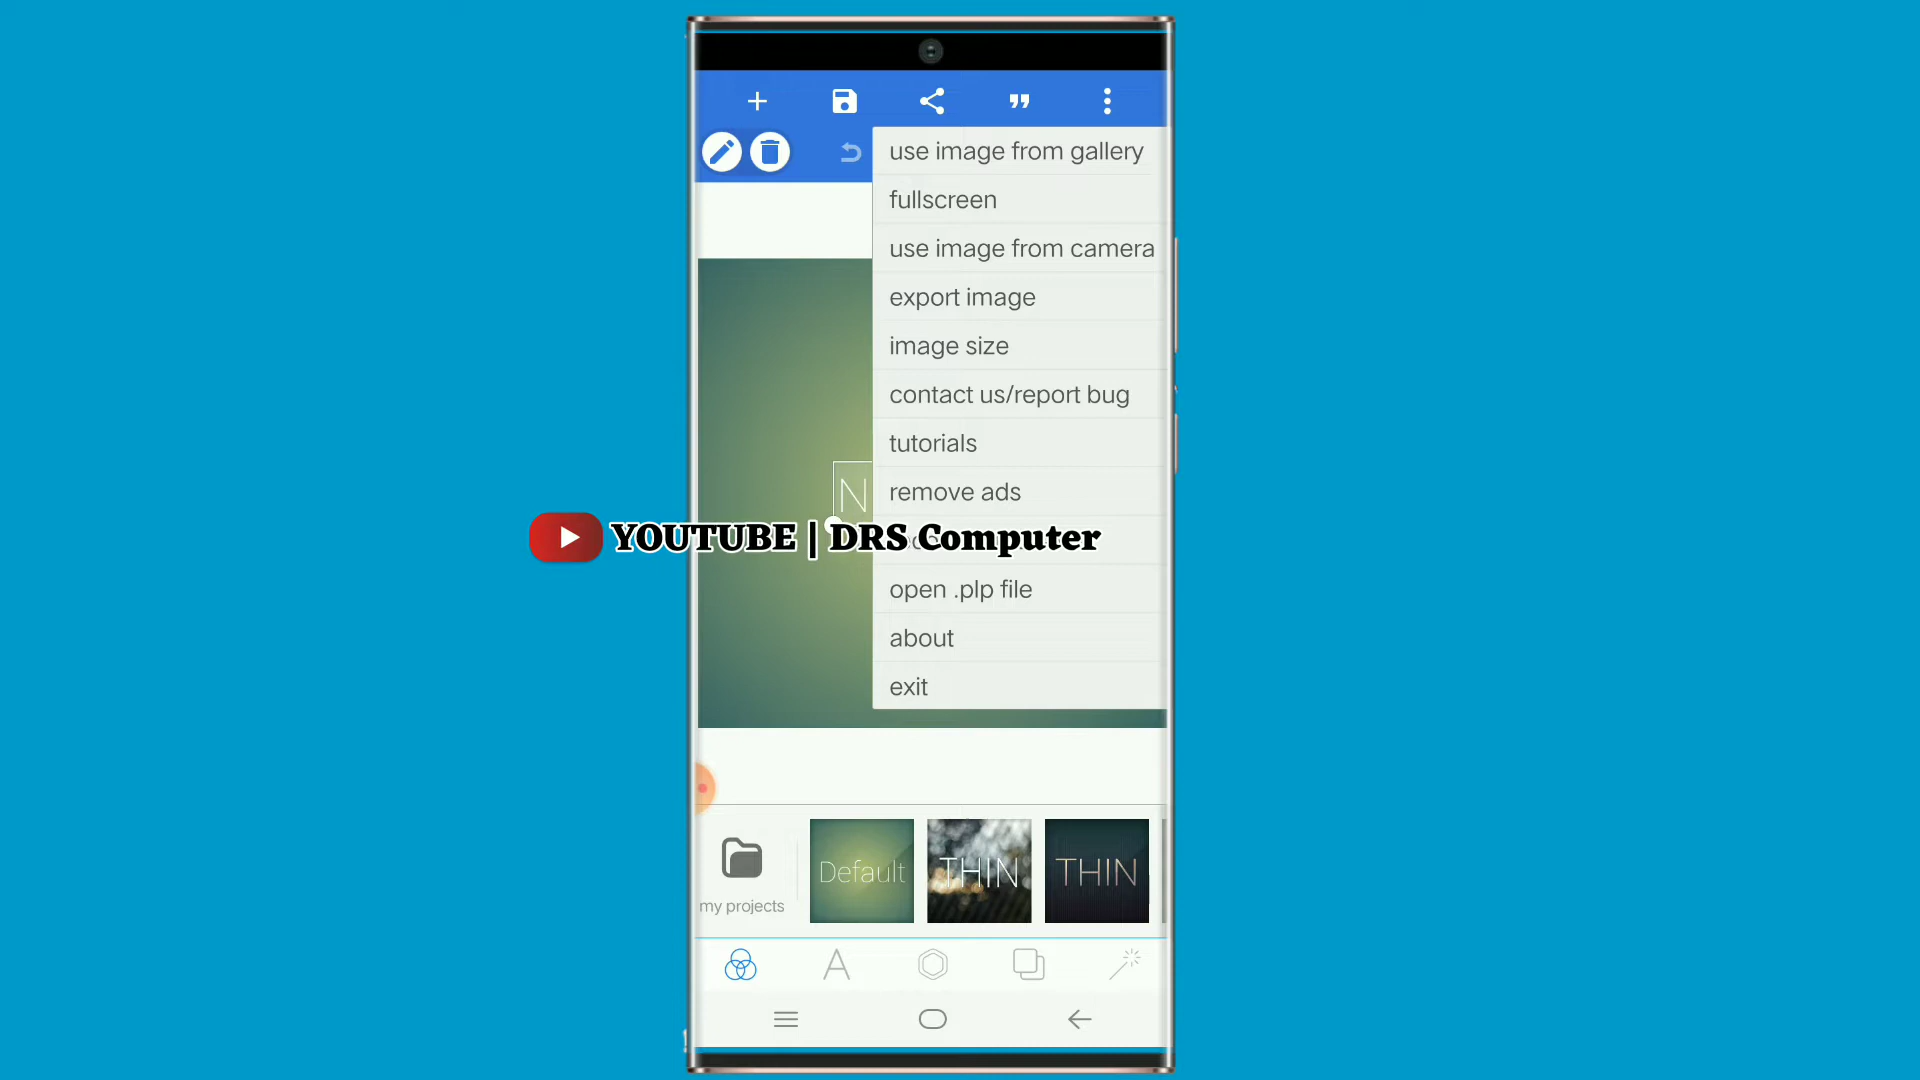 use image from gallery
fullscreen
use image from camera
export image
image size
contact us/report bug
tutorials
remove ads
N
YOUTUBE | DRS Computer
open .plp file
about
exit
my projects
Default
THIN
THIN
A